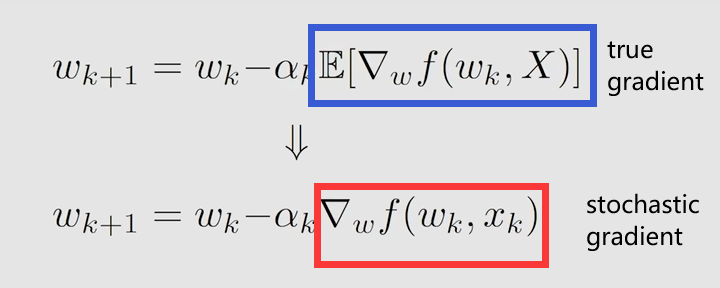 w_{k+1} = w_k − α_k 𝔼[∇_w f(w_k, X)]
true
gradient
⇓
w_{k+1} = w_k − α_k ∇_w f(w_k, x_k)
stochastic
gradient